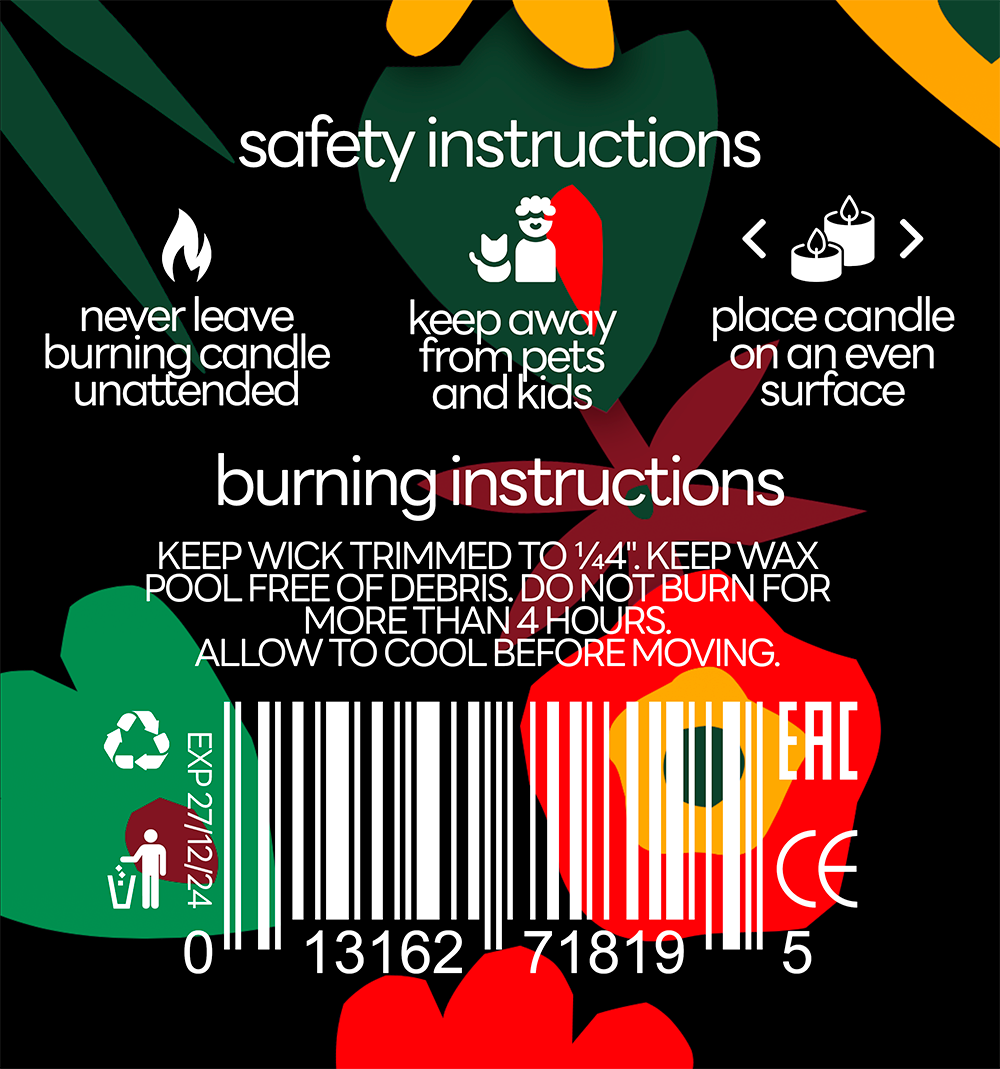 safety instructions
never leave
burning candle
unattended
keep away
from pets
and kids
place candle
on an even
surface
burning instructions
KEEP WICK TRIMMED TO ¼4". KEEP WAX
POOL FREE OF DEBRIS. DO NOT BURN FOR
MORE THAN 4 HOURS.
ALLOW TO COOL BEFORE MOVING.
EXP 27/12/24
EAC
CE
0 13162 71819 5